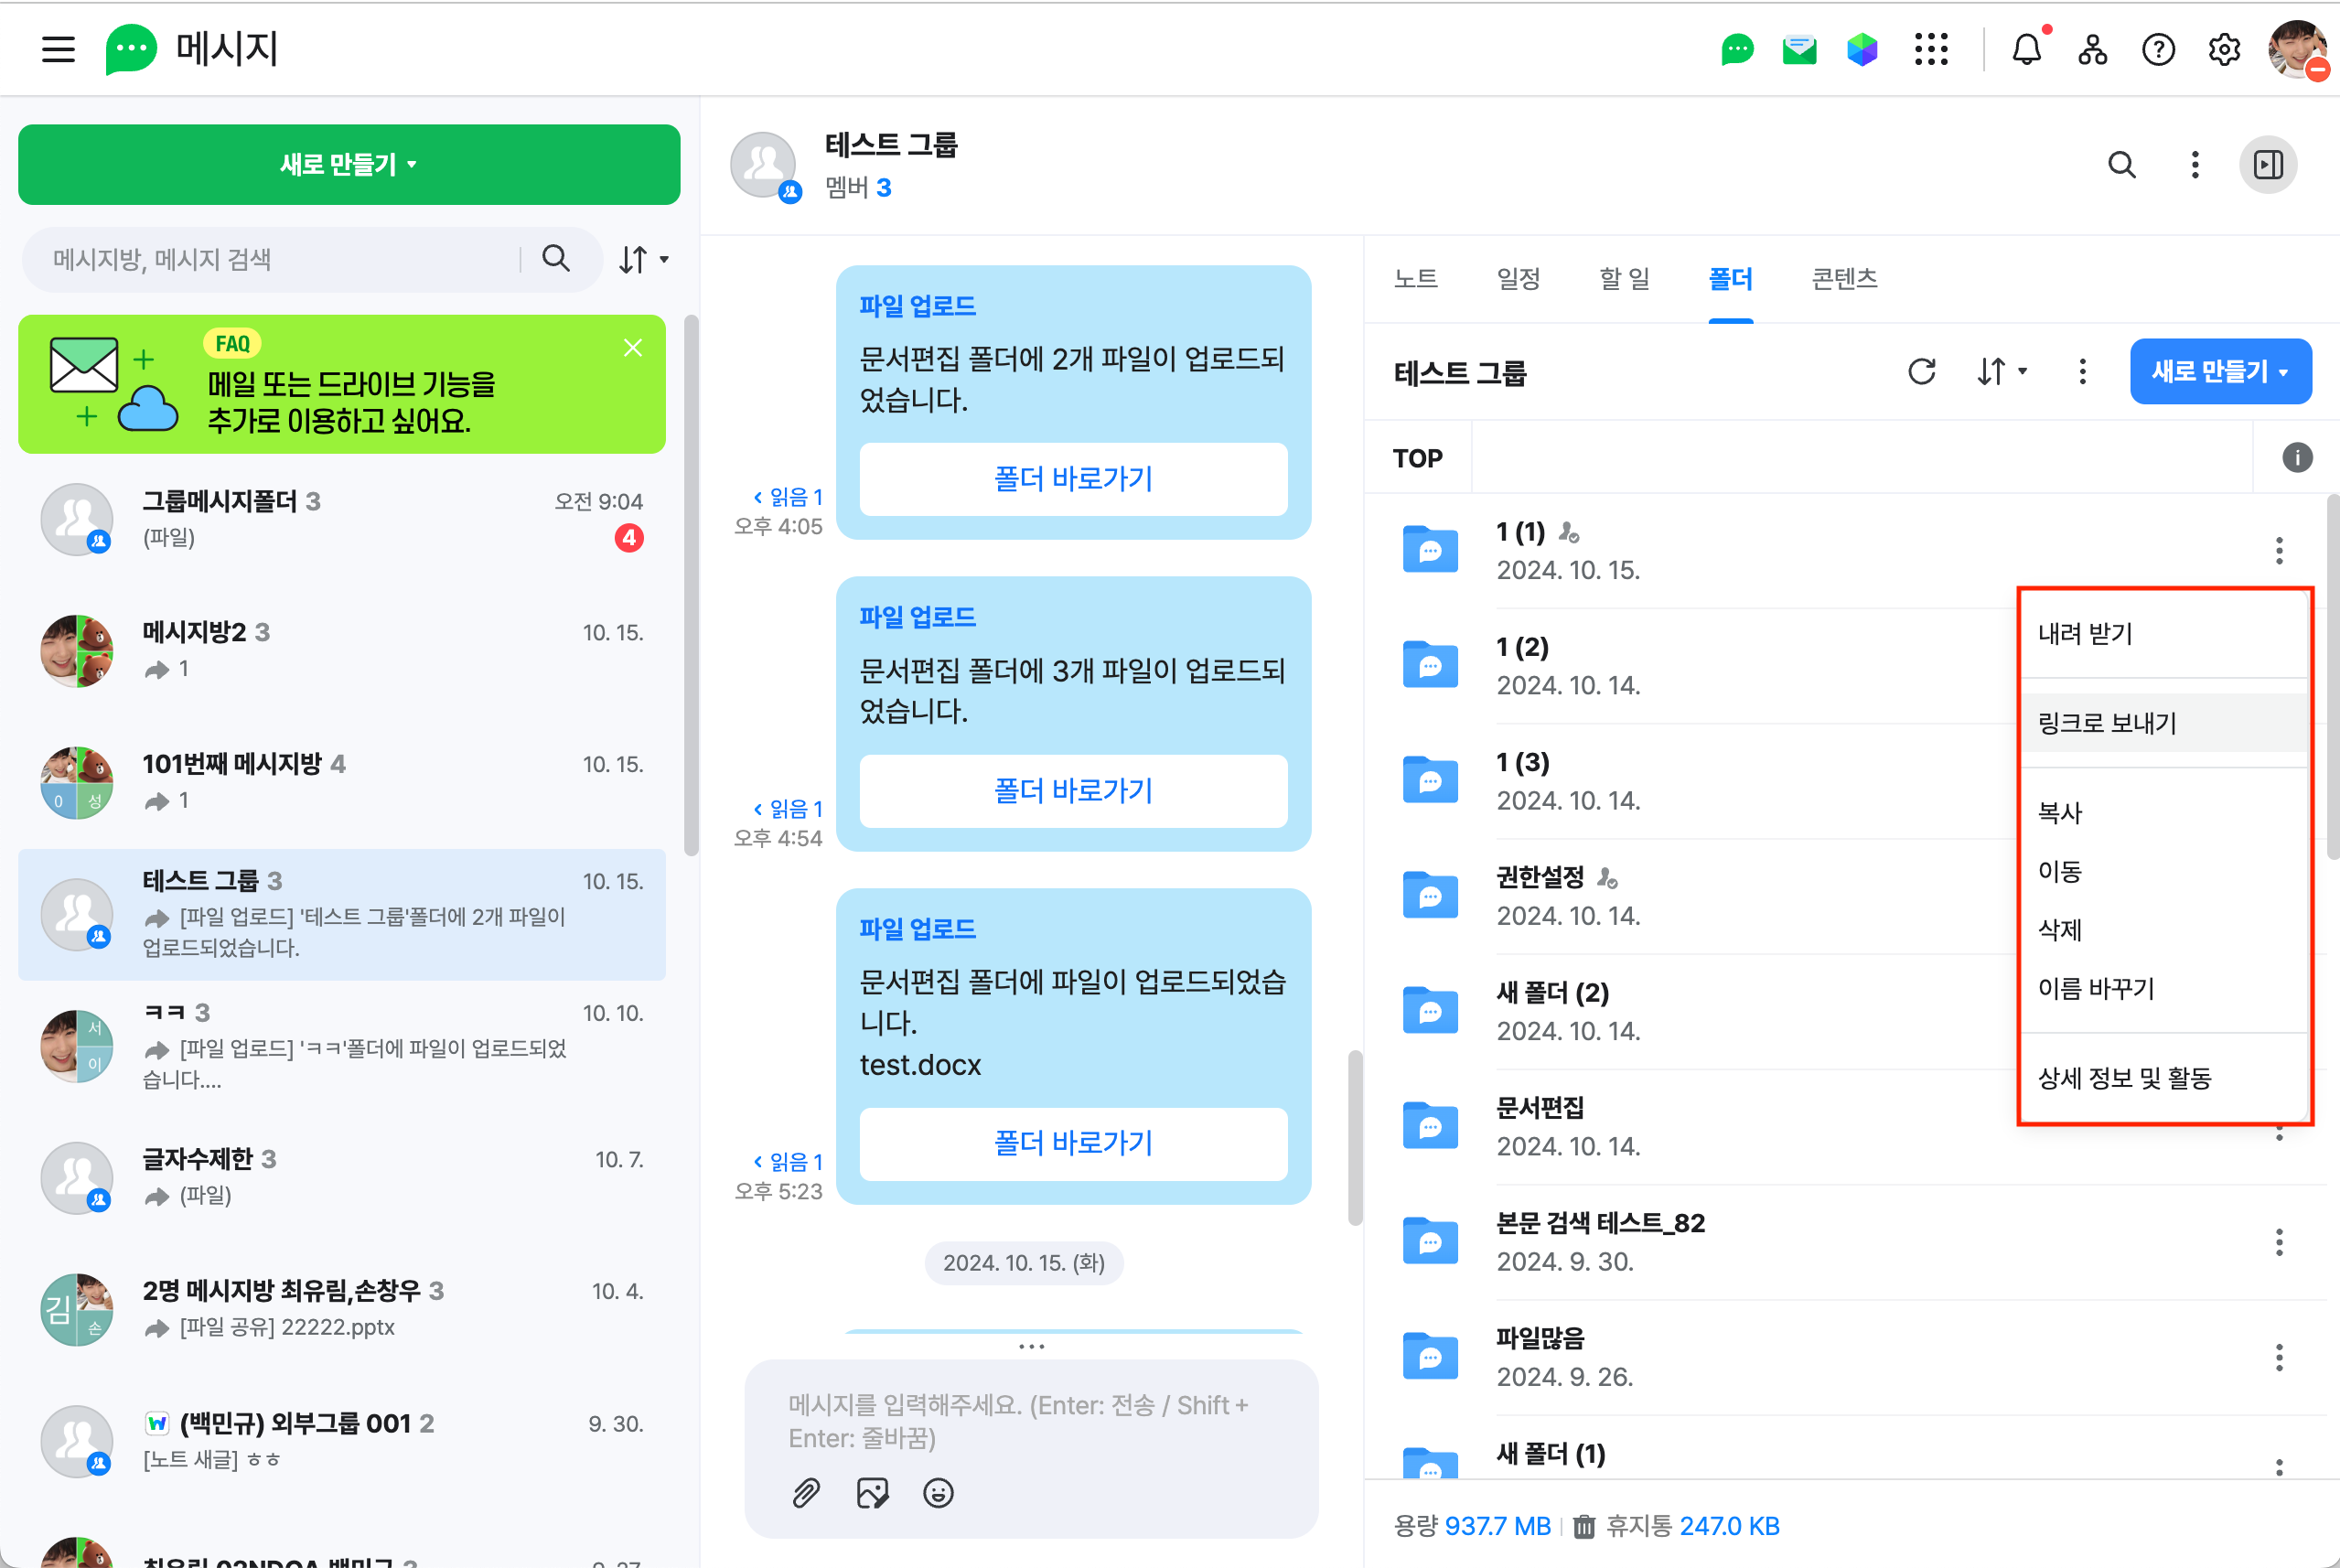 메시지
새로 만들기
메시지방, 메시지 검색
FAQ
메일 또는 드라이브 기능을
추가로 이용하고 싶어요.
그룹메시지폴더 3
오전 9:04
(파일)
4
메시지방2 3
10. 15.
1
101번째 메시지방 4
10. 15.
1
0 성
테스트 그룹 3
10. 15.
[파일 업로드] '테스트 그룹'폴더에 2개 파일이
업로드되었습니다.
ㅋㅋ 3
10. 10.
[파일 업로드] 'ㅋㅋ'폴더에 파일이 업로드되었
습니다....
서
이
글자수제한 3
10. 7.
(파일)
2명 메시지방 최유림,손창우 3
10. 4.
[파일 공유] 22222.pptx
김
손
(백민규) 외부그룹 001 2
9. 30.
[노트 새글] ㅎㅎ
테스트 그룹
멤버 3
파일 업로드
문서편집 폴더에 2개 파일이 업로드되
었습니다.
폴더 바로가기
읽음 1
오후 4:05
파일 업로드
문서편집 폴더에 3개 파일이 업로드되
었습니다.
폴더 바로가기
읽음 1
오후 4:54
파일 업로드
문서편집 폴더에 파일이 업로드되었습
니다.
test.docx
폴더 바로가기
읽음 1
오후 5:23
2024. 10. 15. (화)
메시지를 입력해주세요. (Enter: 전송 / Shift +
Enter: 줄바꿈)
노트 일정 할 일 폴더 콘텐츠
테스트 그룹
새로 만들기
TOP
1 (1)
2024. 10. 15.
1 (2)
2024. 10. 14.
1 (3)
2024. 10. 14.
권한설정
2024. 10. 14.
새 폴더 (2)
2024. 10. 14.
문서편집
2024. 10. 14.
본문 검색 테스트_82
2024. 9. 30.
파일많음
2024. 9. 26.
새 폴더 (1)
내려 받기
링크로 보내기
복사
이동
삭제
이름 바꾸기
상세 정보 및 활동
용량 937.7 MB
휴지통 247.0 KB